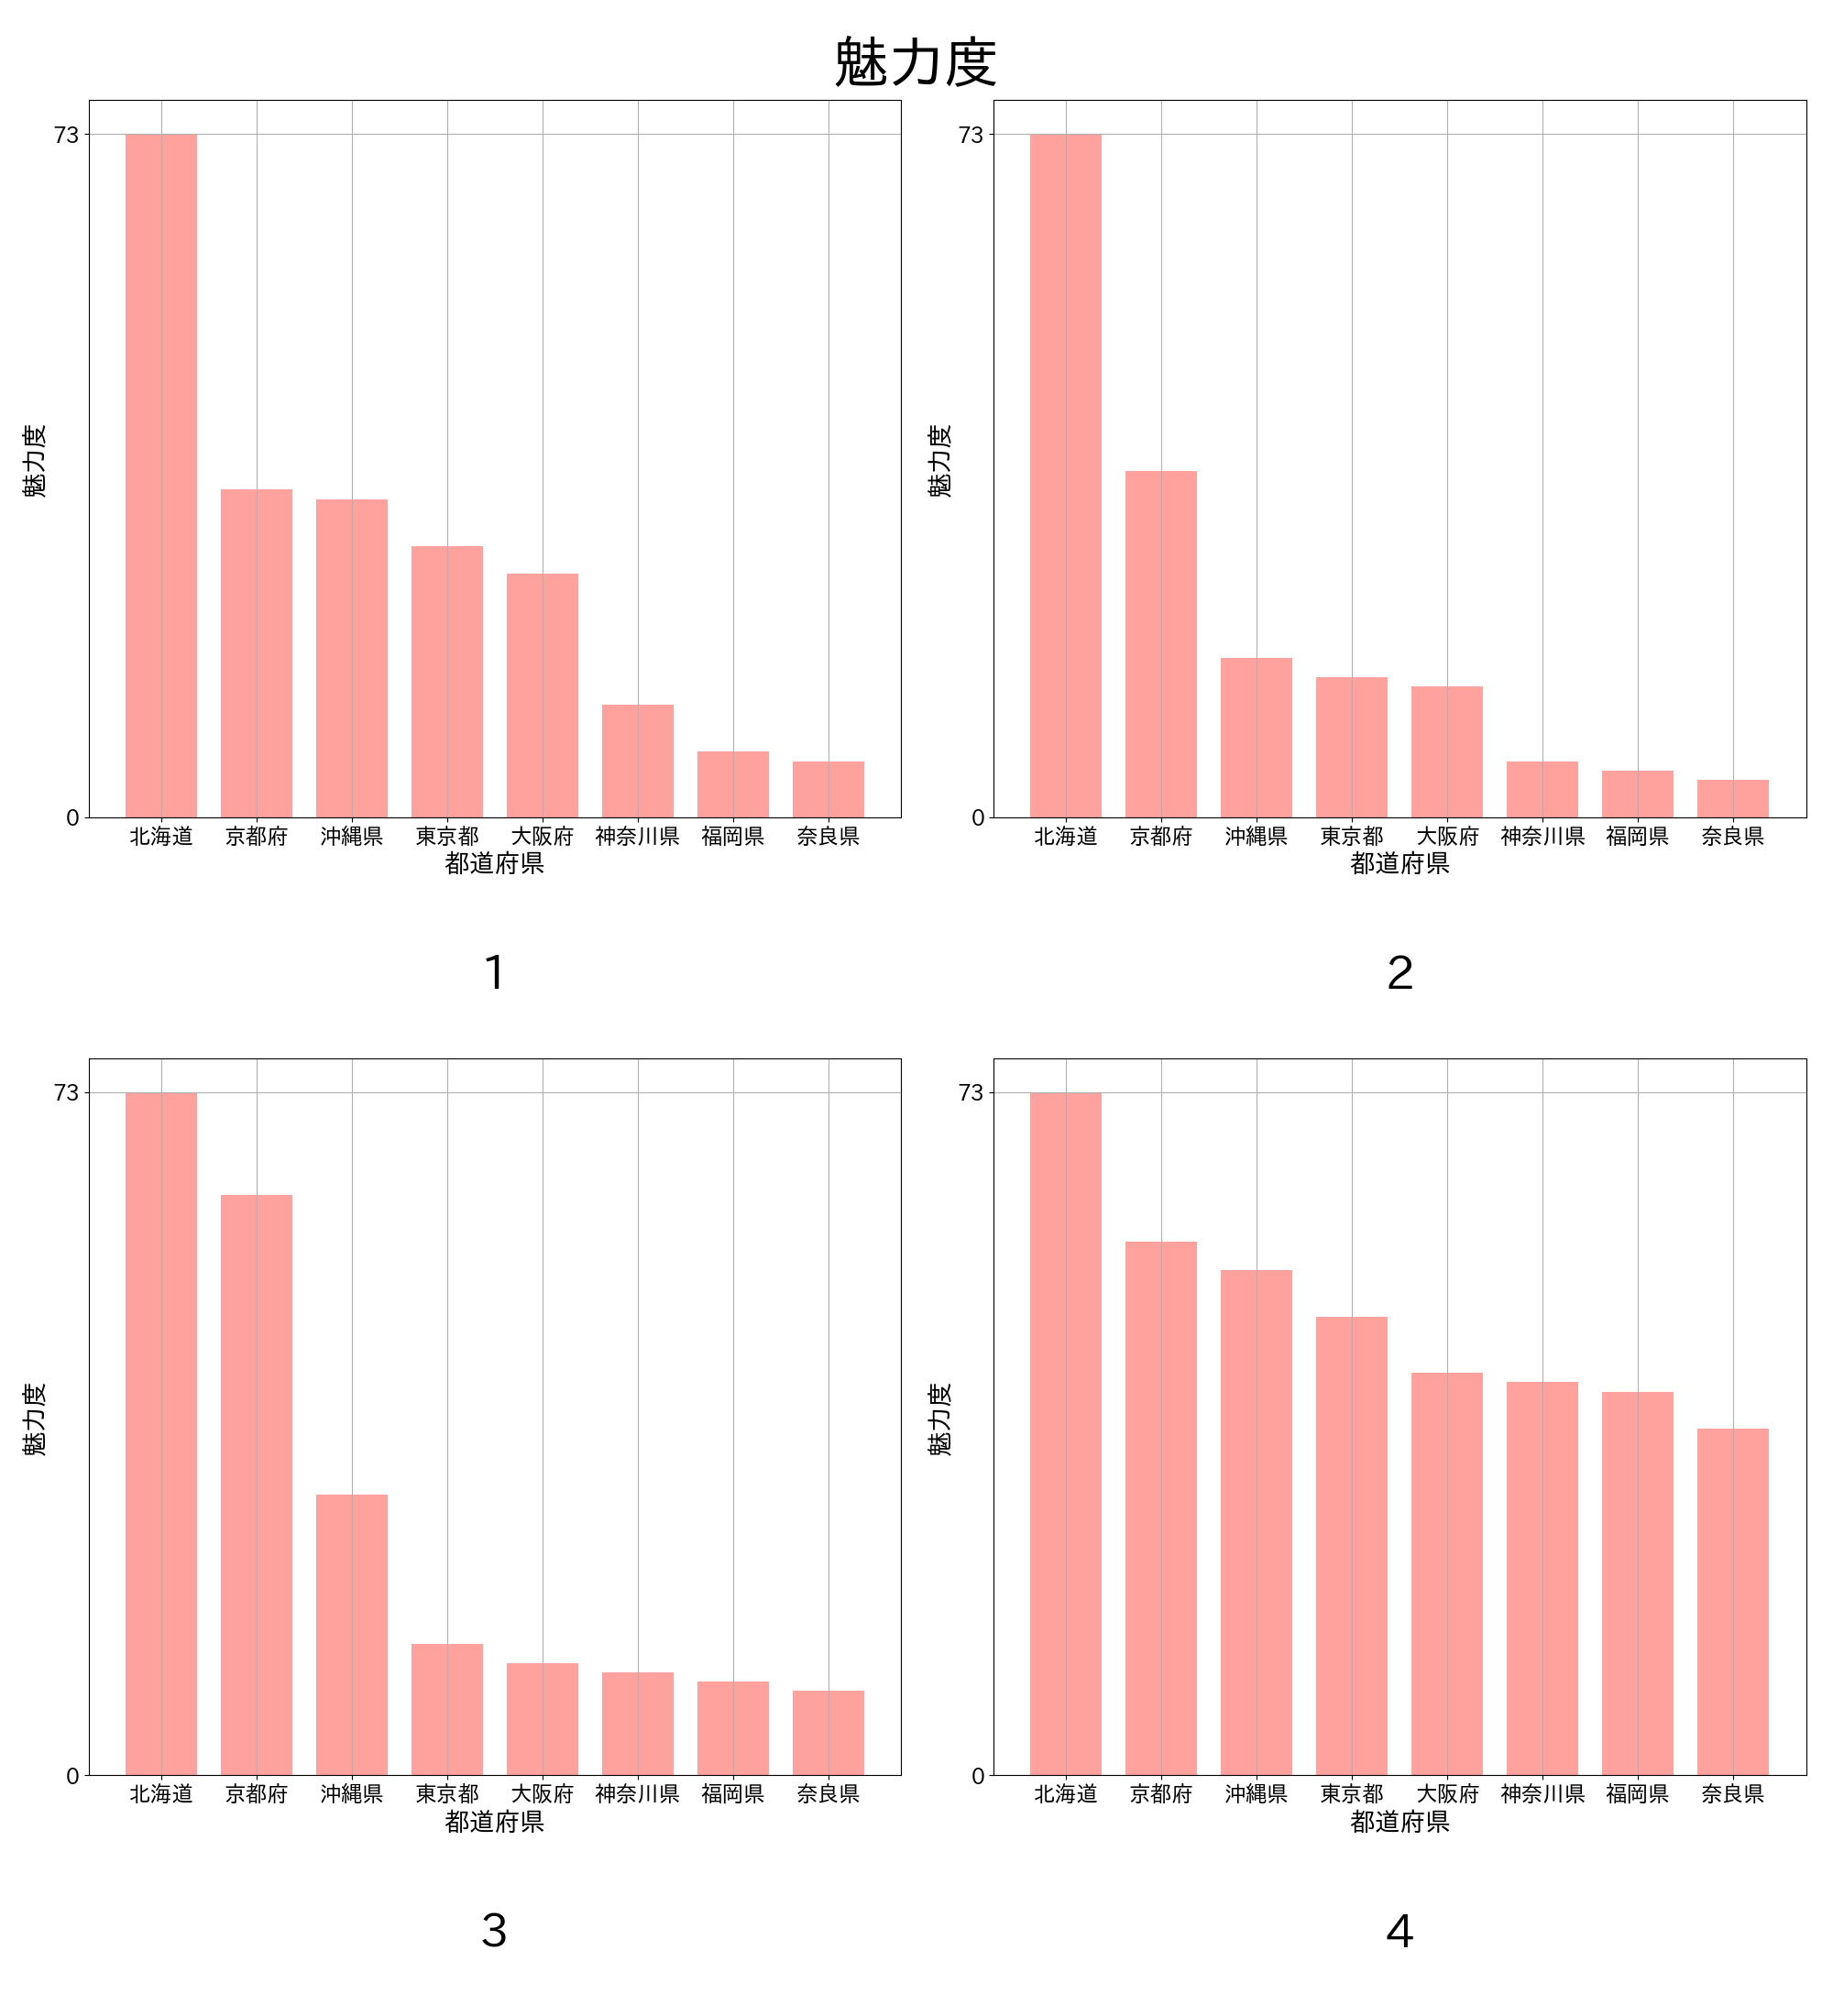 魅力度
73
0
魅力度
北海道 京都府 沖縄県 東京都 大阪府 神奈川県 福岡県 奈良県
都道府県
1
73
0
魅力度
北海道 京都府 沖縄県 東京都 大阪府 神奈川県 福岡県 奈良県
都道府県
2
73
0
魅力度
北海道 京都府 沖縄県 東京都 大阪府 神奈川県 福岡県 奈良県
都道府県
3
73
0
魅力度
北海道 京都府 沖縄県 東京都 大阪府 神奈川県 福岡県 奈良県
都道府県
4